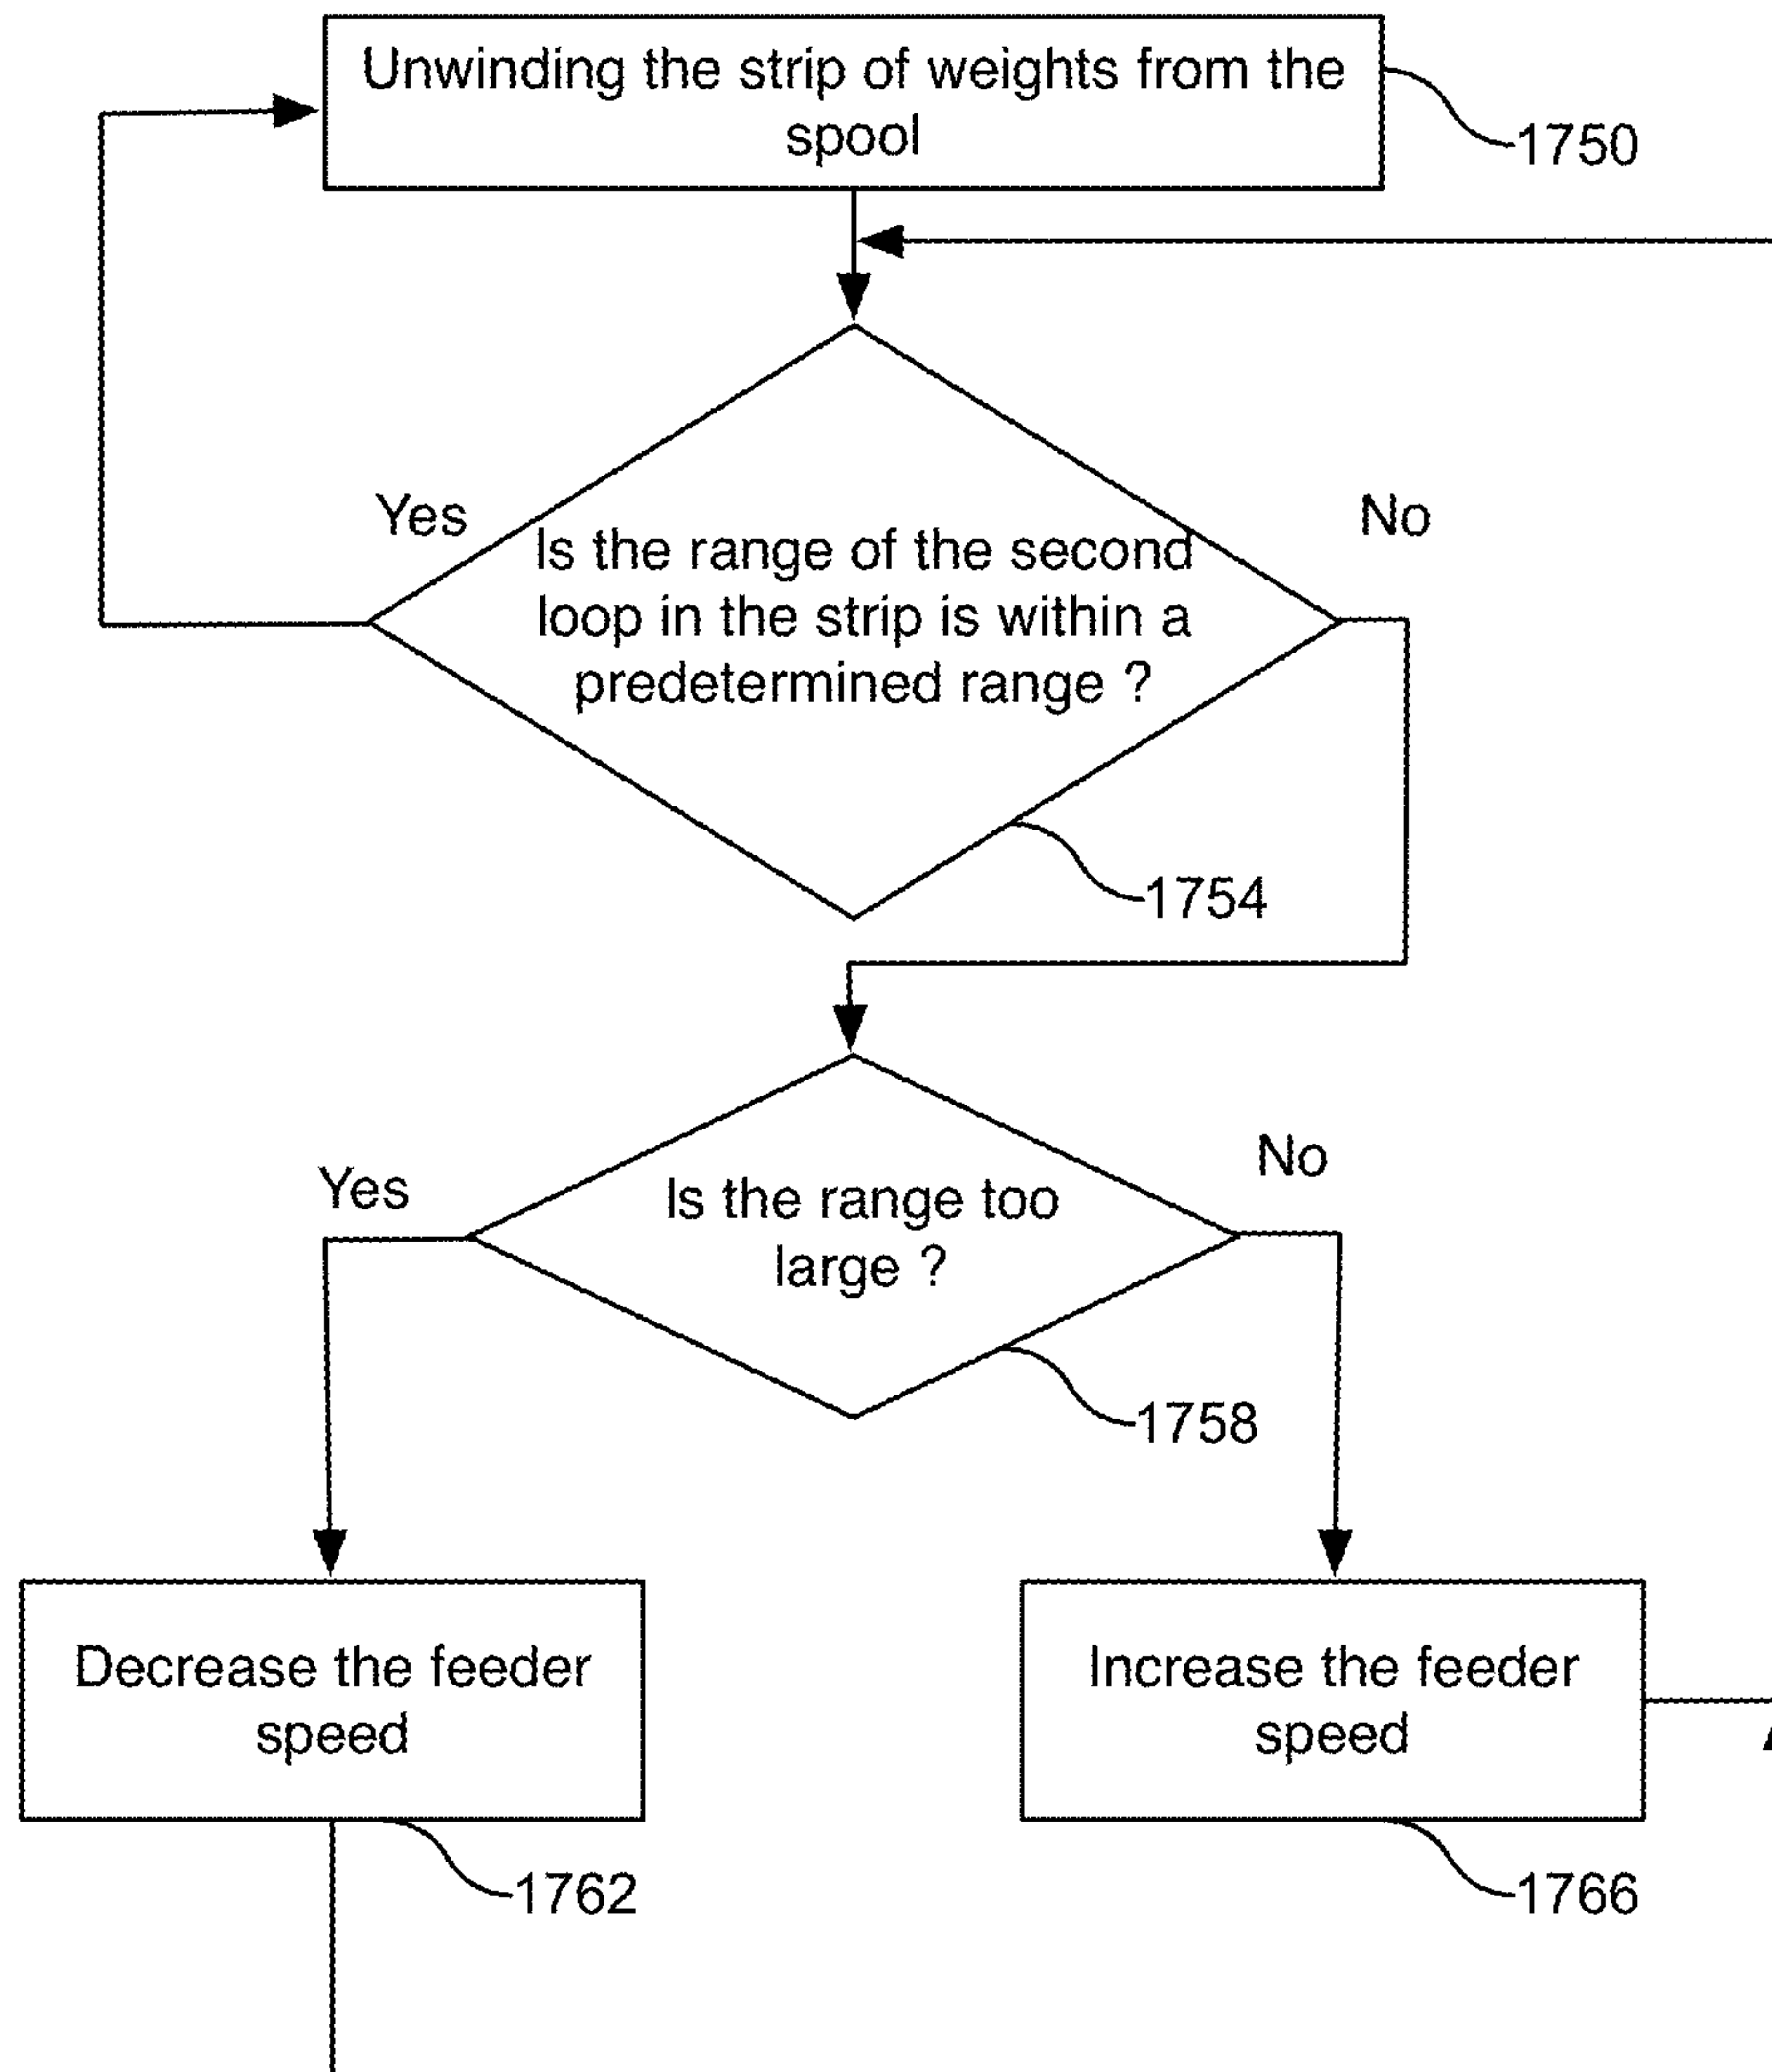 Unwinding the strip of weights from the
spool
1750
Yes
No
Is the range of the second
loop in the strip is within a
predetermined range ?
1754
Yes
No
Is the range too
large ?
1758
Decrease the feeder
speed
Increase the feeder
speed
1762
1766